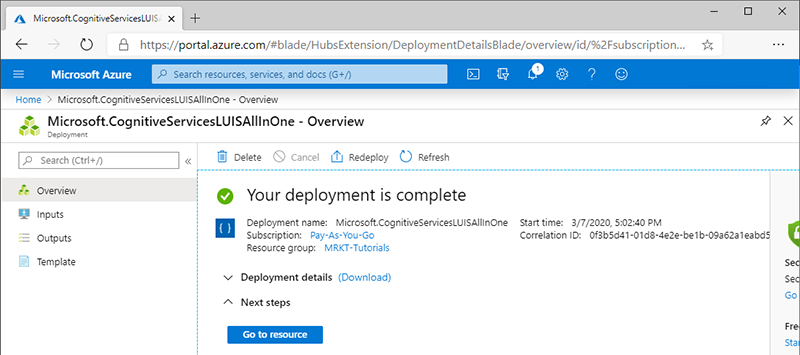 Microsoft.CognitiveServicesLUISA
https://portal.azure.com/#blade/HubsExtension/DeploymentDetailsBlade/overview/id/%2Fsubscription...
Microsoft Azure
Search resources, services, and docs (G+/)
1
Home > Microsoft.CognitiveServicesLUISAllInOne - Overview
Microsoft.CognitiveServicesLUISAllInOne - Overview
Deployment
Search (Ctrl+/)
Delete Cancel Redeploy Refresh
Overview
Inputs
Outputs
Template
Your deployment is complete
Deployment name: Microsoft.CognitiveServicesLUISAllInOne
Subscription: Pay-As-You-Go
Resource group: MRKT-Tutorials
Start time: 3/7/2020, 5:02:40 PM
Correlation ID: 0f3b5d41-01d8-4e2e-be1b-09a62a1eabd5
Deployment details (Download)
Next steps
Go to resource
Sec
Sec
Go
Free
Star